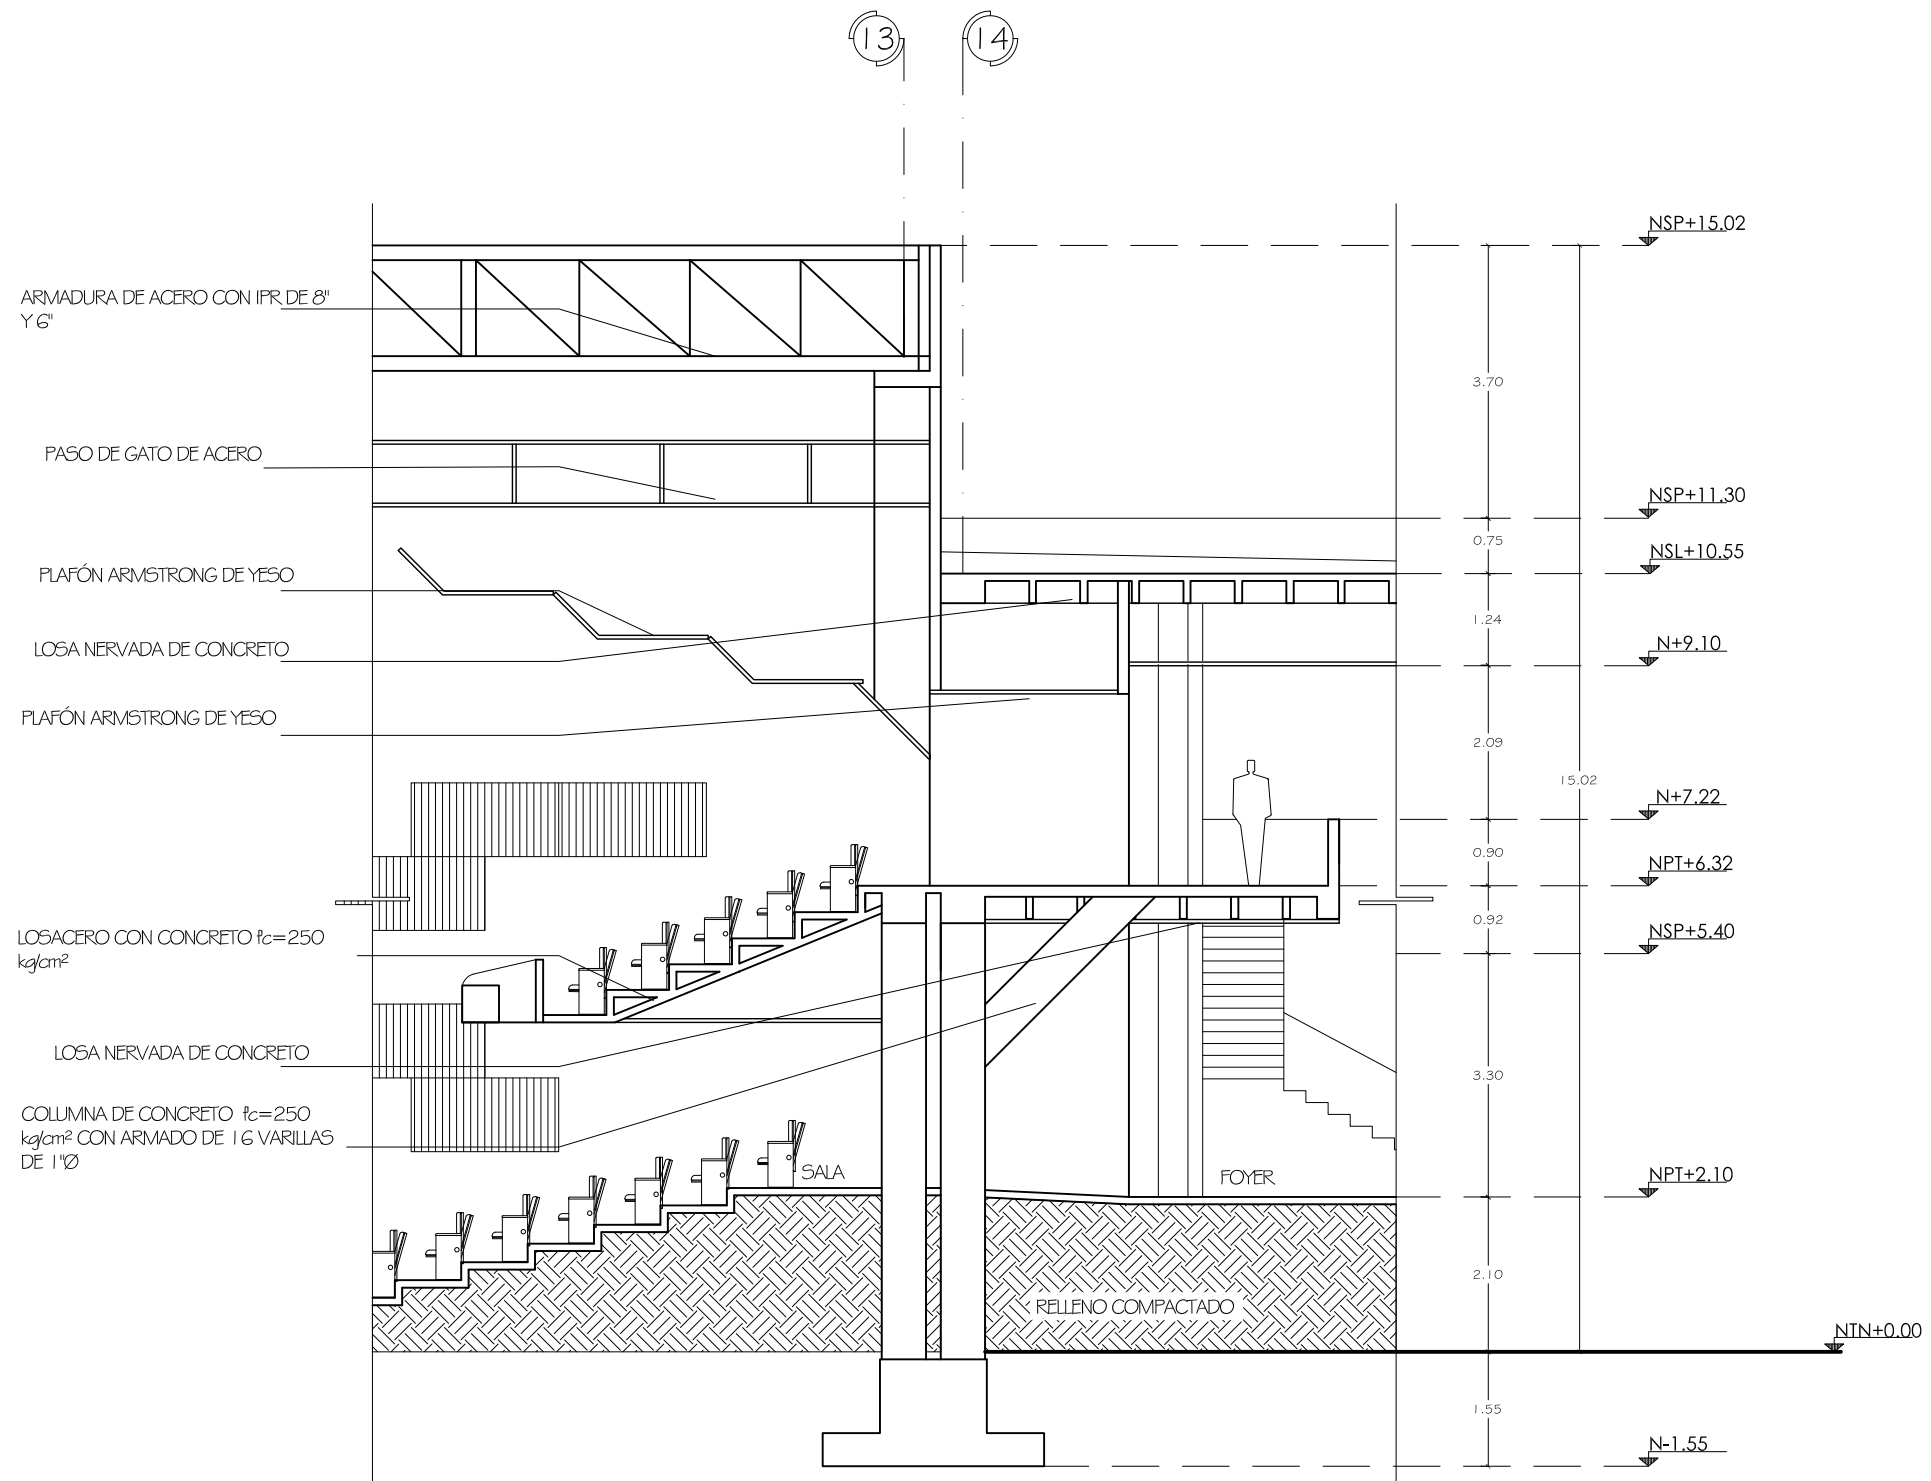 13
14
NSP+15.02
ARMADURA DE ACERO CON IPR DE 8"
Y 6"
3.70
PASO DE GATO DE ACERO
NSP+11.30
0.75
NSL+10.55
PLAFÓN ARMSTRONG DE YESO
1.24
LOSA NERVADA DE CONCRETO
N+9.10
PLAFÓN ARMSTRONG DE YESO
2.09
15.02
N+7.22
0.90
NPT+6.32
0.92
NSP+5.40
LOSACERO CON CONCRETO f'c=250
kg/cm²
LOSA NERVADA DE CONCRETO
3.30
COLUMNA DE CONCRETO f'c=250
kg/cm² CON ARMADO DE 16 VARILLAS
DE 1"Ø
SALA
FOYER
NPT+2.10
2.10
RELLENO COMPACTADO
NTN+0.00
1.55
N-1.55